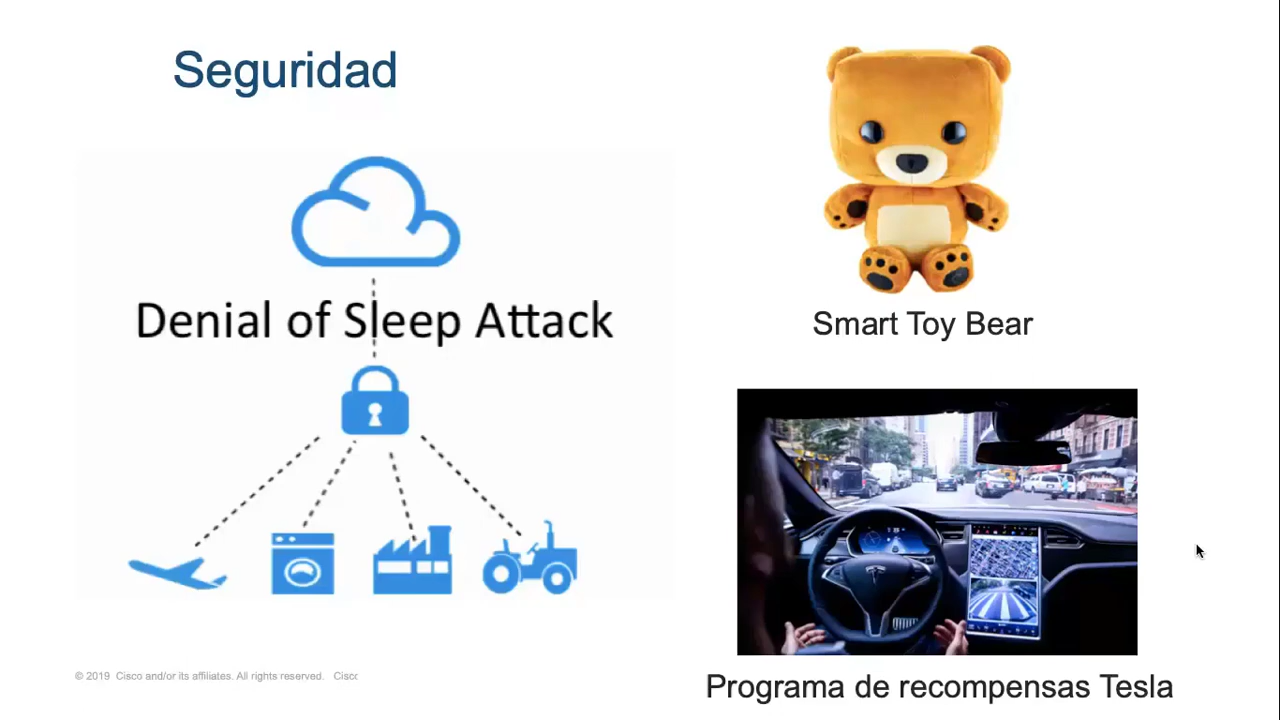 Seguridad
Denial of Sleep Attack
Smart Toy Bear
Programa de recompensas Tesla
© 2019 Cisco and/or its affiliates. All rights reserved.